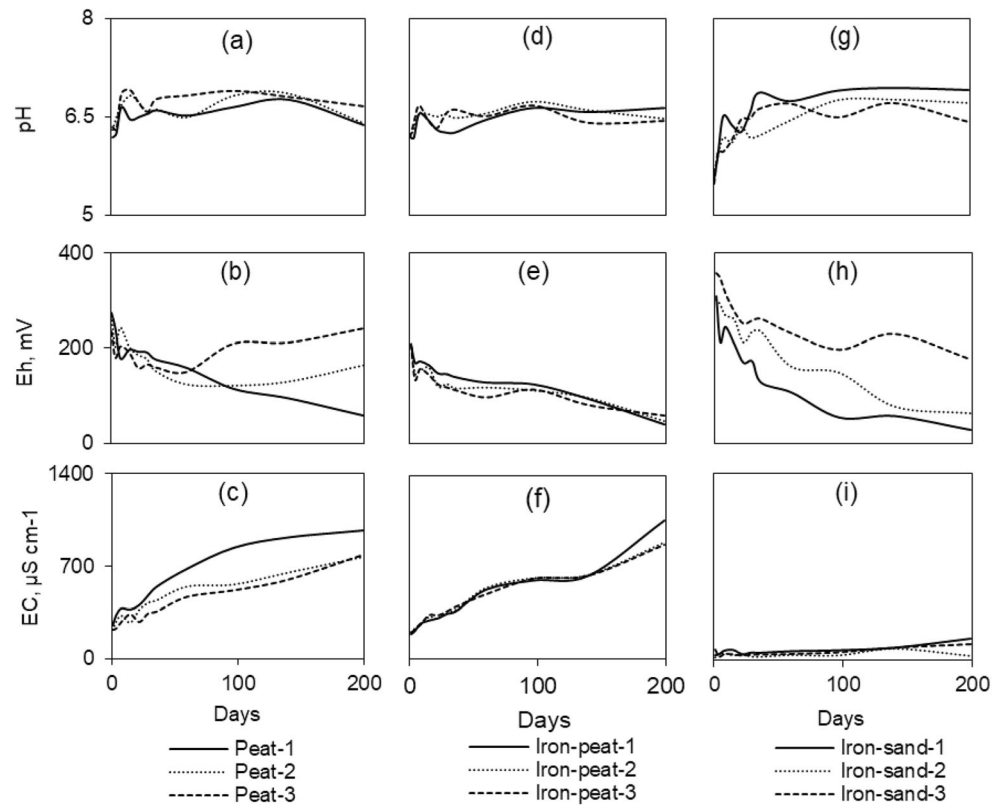 8
6.5
5
pH
(a)
(d)
(g)
400
200
0
Eh, mV
(b)
(e)
(h)
1400
700
0
EC, µS cm-1
(c)
(f)
(i)
0 100 200
0 100 200
0 100 200
Days
Days
Days
Peat-1
Peat-2
Peat-3
Iron-peat-1
Iron-peat-2
Iron-peat-3
Iron-sand-1
Iron-sand-2
Iron-sand-3